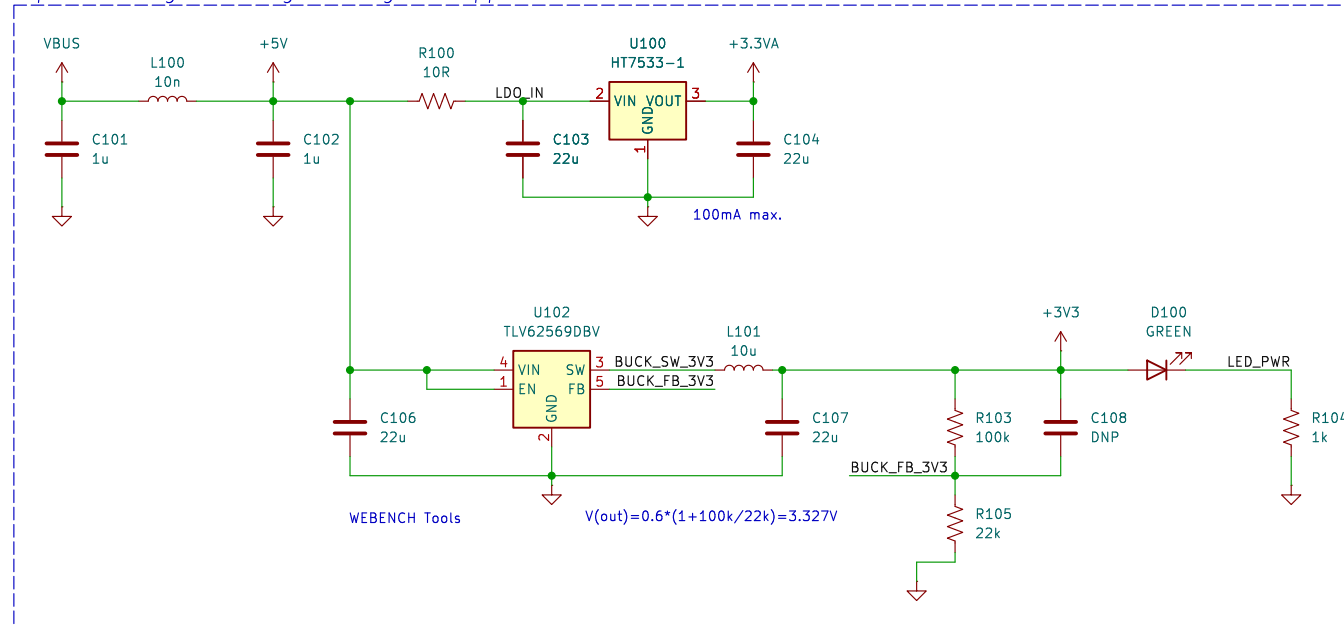 VBUS
L100
10n
+5V
R100
10R
LDO_IN
U100
HT7533-1
+3.3VA
2
VIN VOUT
3
GND
1
C101
1u
C102
1u
C103
22u
C104
22u
100mA max.
U102
TLV62569DBV
4
VIN
SW
3
BUCK_SW_3V3
1
EN
FB
5
BUCK_FB_3V3
GND
2
L101
10u
+3V3
D100
GREEN
LED_PWR
C106
22u
C107
22u
R103
100k
C108
DNP
R104
1k
BUCK_FB_3V3
WEBENCH Tools
V(out)=0.6*(1+100k/22k)=3.327V
R105
22k